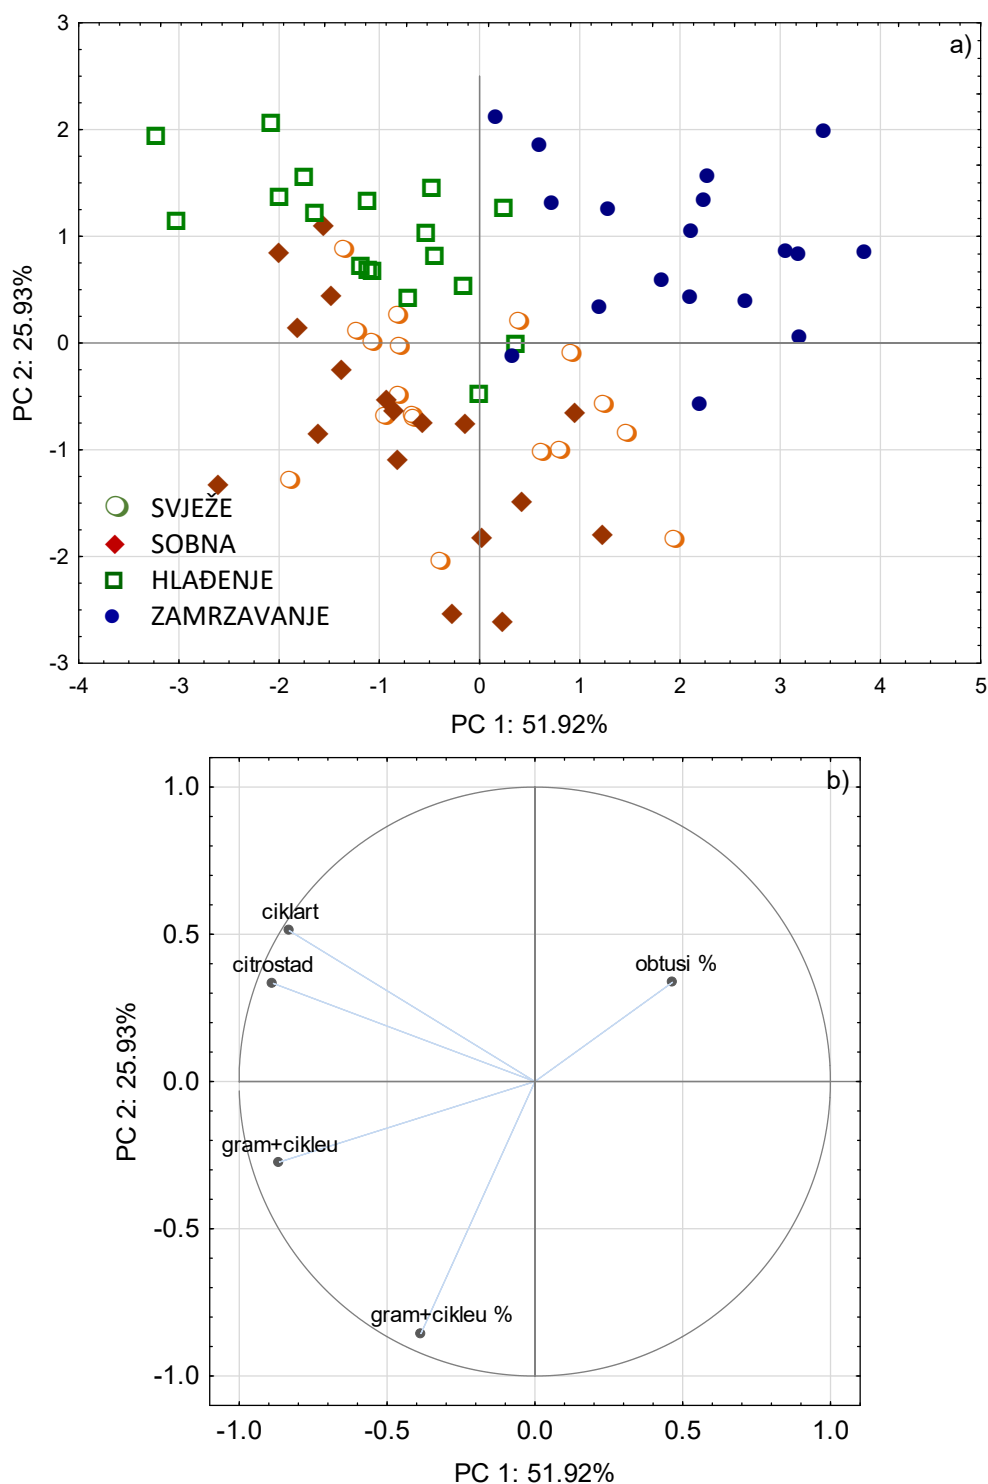 a)
3
2
1
0
-1
-2
-3
PC 2: 25.93%
SVJEŽE
SOBNA
HLAĐENJE
ZAMRZAVANJE
-4 -3 -2 -1 0 1 2 3 4 5
PC 1: 51.92%
b)
1.0
0.5
0.0
-0.5
-1.0
PC 2: 25.93%
ciklart
citrostad
obtusi %
gram+cikleu
gram+cikleu %
-1.0 -0.5 0.0 0.5 1.0
PC 1: 51.92%